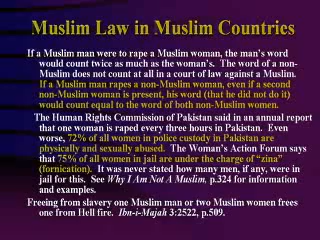 Muslim Law in Muslim Countries
If a Muslim man were to rape a Muslim woman, the man's word
would count twice as much as the woman's. The word of a non-
Muslim does not count at all in a court of law against a Muslim.
If a Muslim man rapes a non-Muslim woman, even if a second
non-Muslim woman is present, his word (that he did not do it)
would count equal to the word of both non-Muslim women.
The Human Rights Commission of Pakistan said in an annual report
that one woman is raped every three hours in Pakistan. Even
worse, 72% of all women in police custody in Pakistan are
physically and sexually abused. The Woman's Action Forum says
that 75% of all women in jail are under the charge of "zina"
(fornication). It was never stated how many men, if any, were in
jail for this. See Why I Am Not A Muslim, p.324 for information
and examples.
Freeing from slavery one Muslim man or two Muslim women frees
one from Hell fire. Ibn-i-Majah 3:2522, p.509.